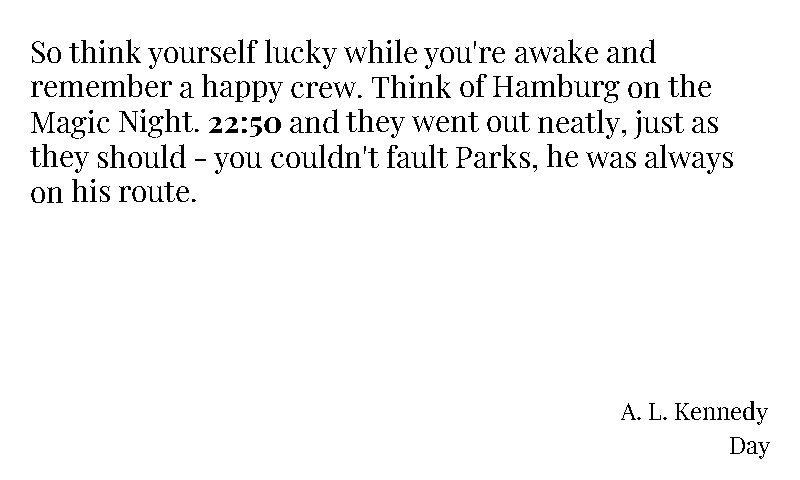 So think yourself lucky while you're awake and
remember a happy crew. Think of Hamburg on the
Magic Night. 22:50 and they went out neatly, just as
they should - you couldn't fault Parks, he was always
on his route.
A. L. Kennedy
Day